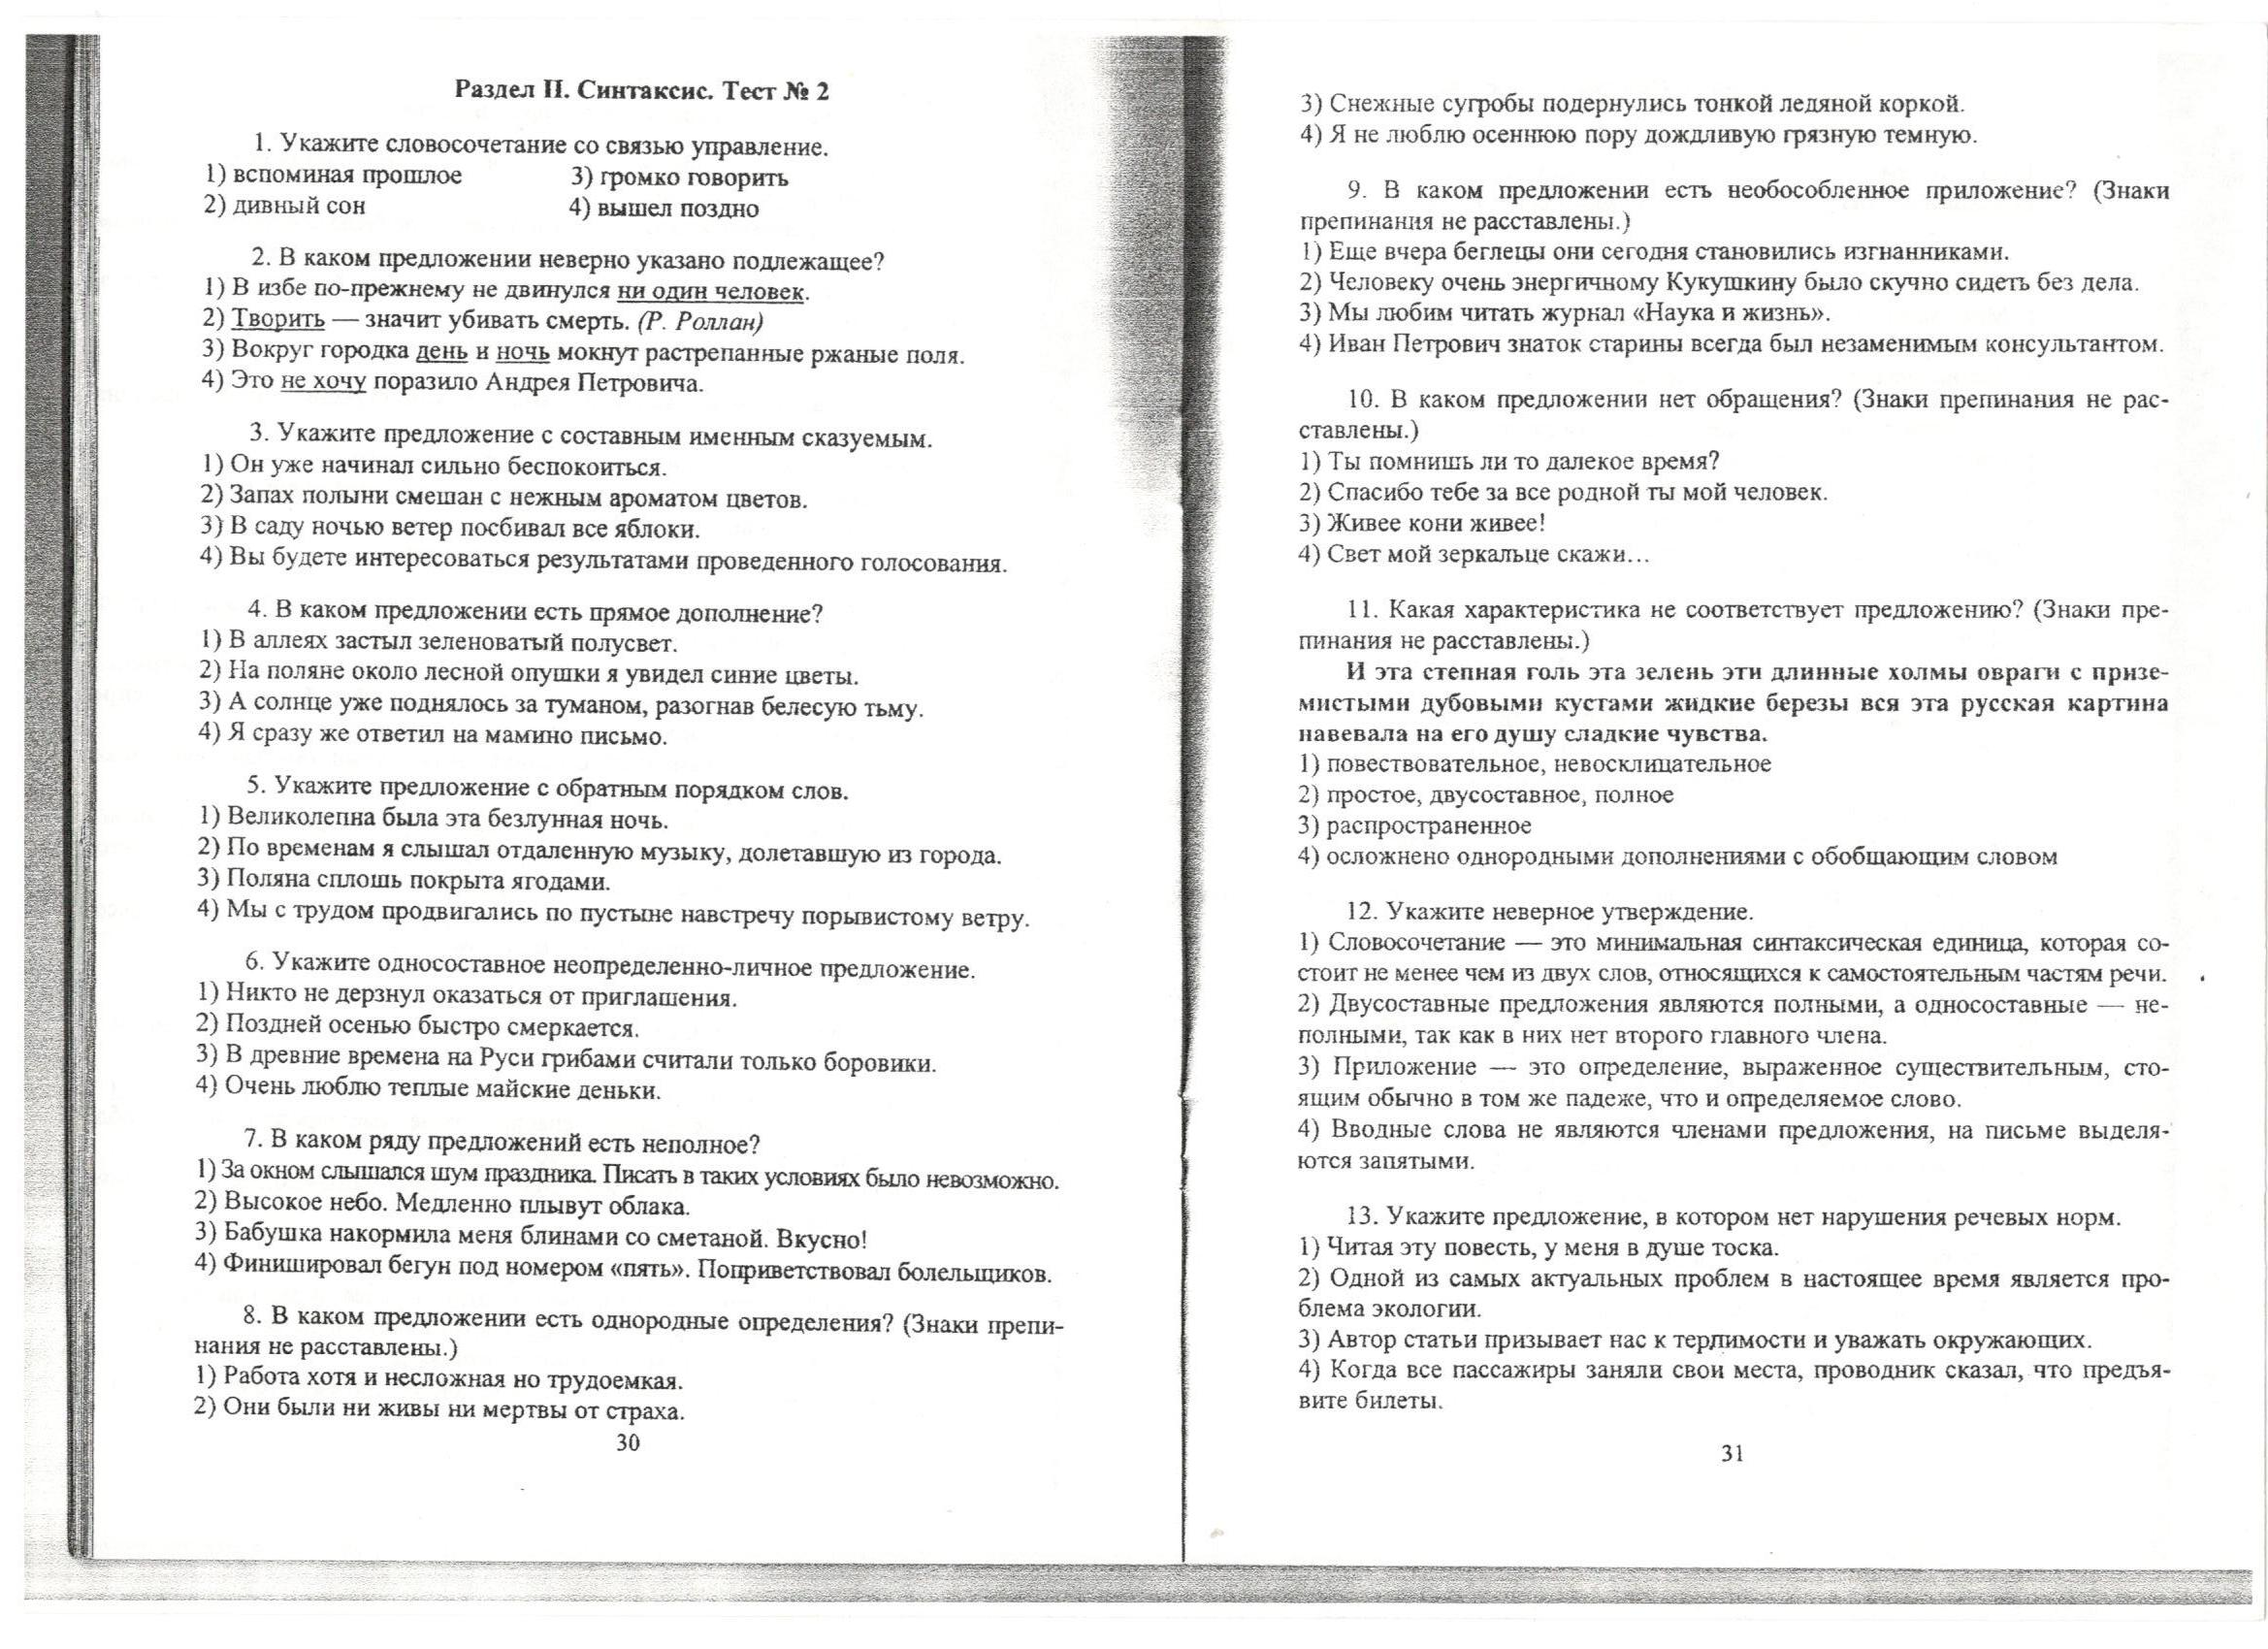 Раздел II. Синтаксис. Тест № 2
1. Укажите словосочетание со связью управление.
1) вспоминая прошлое 3) громко говорить
2) дивный сон 4) вышел поздно
2. В каком предложении неверно указано подлежащее?
1) В избе по-прежнему не двинулся ни один человек.
2) Творить — значит убивать смерть. (Р. Роллан)
3) Вокруг городка день и ночь мокнут растрепанные ржаные поля.
4) Это не хочу поразило Андрея Петровича.
3. Укажите предложение с составным именным сказуемым.
1) Он уже начинал сильно беспокоиться.
2) Запах полыни смешан с нежным ароматом цветов.
3) В саду ночью ветер посбивал все яблоки.
4) Вы будете интересоваться результатами проведенного голосования.
4. В каком предложении есть прямое дополнение?
1) В аллеях застыл зеленоватый полусвет.
2) На поляне около лесной опушки я увидел синие цветы.
3) А солнце уже поднялось за туманом, разогнав белесую тьму.
4) Я сразу же ответил на мамино письмо.
5. Укажите предложение с обратным порядком слов.
1) Великолепна была эта безлунная ночь.
2) По временам я слышал отдаленную музыку, долетавшую из города.
3) Поляна сплошь покрыта ягодами.
4) Мы с трудом продвигались по пустыне навстречу порывистому ветру.
6. Укажите односоставное неопределенно-личное предложение.
1) Никто не дерзнул оказаться от приглашения.
2) Поздней осенью быстро смеркается.
3) В древние времена на Руси грибами считали только боровики.
4) Очень люблю теплые майские деньки.
7. В каком ряду предложений есть неполное?
1) За окном слышался шум праздника. Писать в таких условиях было невозможно.
2) Высокое небо. Медленно плывут облака.
3) Бабушка накормила меня блинами со сметаной. Вкусно!
4) Финишировал бегун под номером «пять». Поприветствовал болельщиков.
8. В каком предложении есть однородные определения? (Знаки препи-
нания не расставлены.)
1) Работа хотя и несложная но трудоемкая.
2) Они были ни живы ни мертвы от страха.
30
3) Снежные сугробы подернулись тонкой ледяной коркой.
4) Я не люблю осеннюю пору дождливую грязную темную.
9. В каком предложении есть необособленное приложение? (Знаки
препинания не расставлены.)
1) Еще вчера беглецы они сегодня становились изгнанниками.
2) Человеку очень энергичному Кукушкину было скучно сидеть без дела.
3) Мы любим читать журнал «Наука и жизнь».
4) Иван Петрович знаток старины всегда был незаменимым консультантом.
10. В каком предложении нет обращения? (Знаки препинания не рас-
ставлены.)
1) Ты помнишь ли то далекое время?
2) Спасибо тебе за все родной ты мой человек.
3) Живее кони живее!
4) Свет мой зеркальце скажи…
11. Какая характеристика не соответствует предложению? (Знаки пре-
пинания не расставлены.)
И эта степная голь эта зелень эти длинные холмы овраги с призе-
мистыми дубовыми кустами жидкие березы вся эта русская картина
навевала на его душу сладкие чувства.
1) повествовательное, невосклицательное
2) простое, двусоставное, полное
3) распространенное
4) осложнено однородными дополнениями с обобщающим словом
12. Укажите неверное утверждение.
1) Словосочетание — это минимальная синтаксическая единица, которая со-
стоит не менее чем из двух слов, относящихся к самостоятельным частям речи.
2) Двусоставные предложения являются полными, а односоставные — не-
полными, так как в них нет второго главного члена.
3) Приложение — это определение, выраженное существительным, сто-
ящим обычно в том же падеже, что и определяемое слово.
4) Вводные слова не являются членами предложения, на письме выделя-
ются запятыми.
13. Укажите предложение, в котором нет нарушения речевых норм.
1) Читая эту повесть, у меня в душе тоска.
2) Одной из самых актуальных проблем в настоящее время является про-
блема экологии.
3) Автор статьи призывает нас к терпимости и уважать окружающих.
4) Когда все пассажиры заняли свои места, проводник сказал, что предъя-
вите билеты.
31